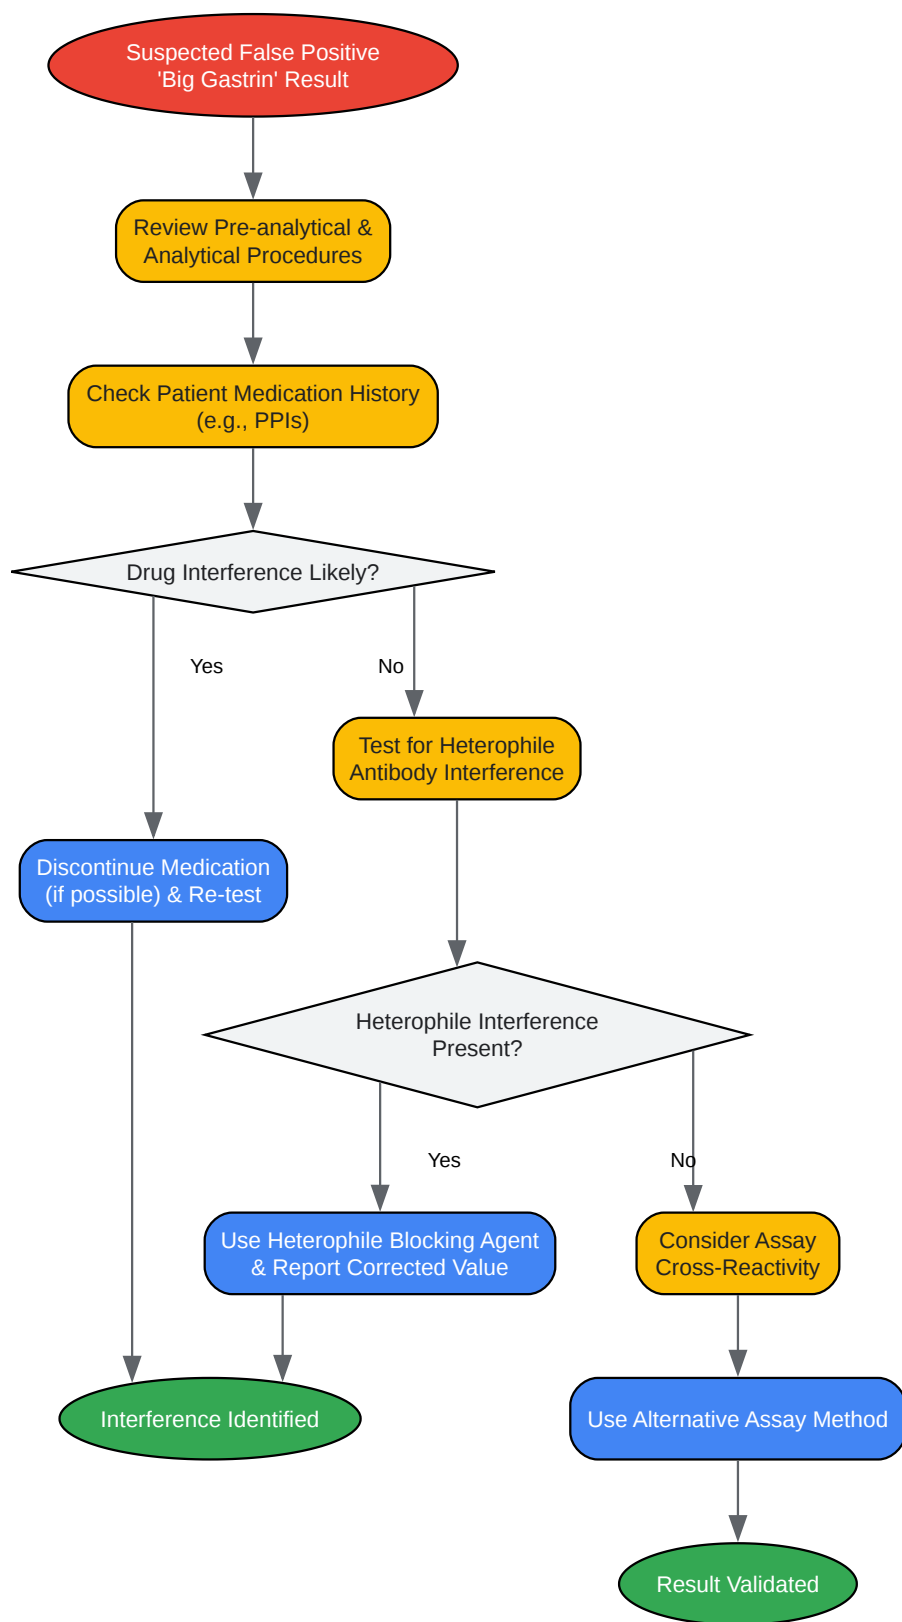 Suspected False Positive
'Big Gastrin' Result
Review Pre-analytical &
Analytical Procedures
Check Patient Medication History
(e.g., PPIs)
Drug Interference Likely?
Yes
No
Test for Heterophile
Antibody Interference
Discontinue Medication
(if possible) & Re-test
Heterophile Interference
Present?
Yes
No
Use Heterophile Blocking Agent
& Report Corrected Value
Consider Assay
Cross-Reactivity
Interference Identified
Use Alternative Assay Method
Result Validated